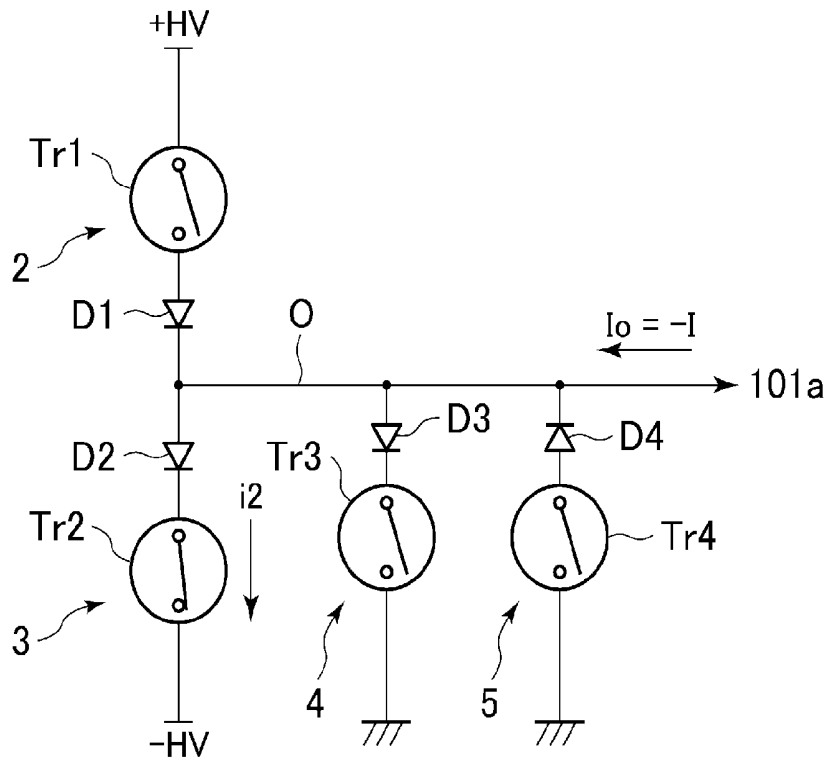 +HV
Tr1
2
D1
O
Io = -I
101a
D2
D3
D4
Tr3
i2
Tr2
Tr4
3
4
5
-HV